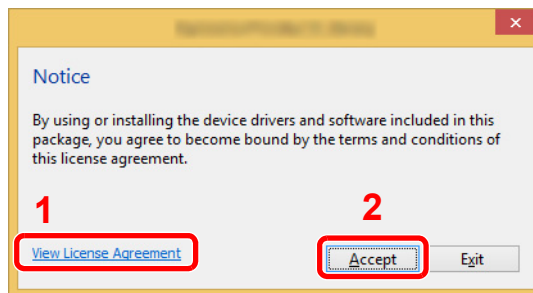 Notice
By using or installing the device drivers and software included in this
package, you agree to become bound by the terms and conditions of
this license agreement.
1
2
View License Agreement
Accept
Exit